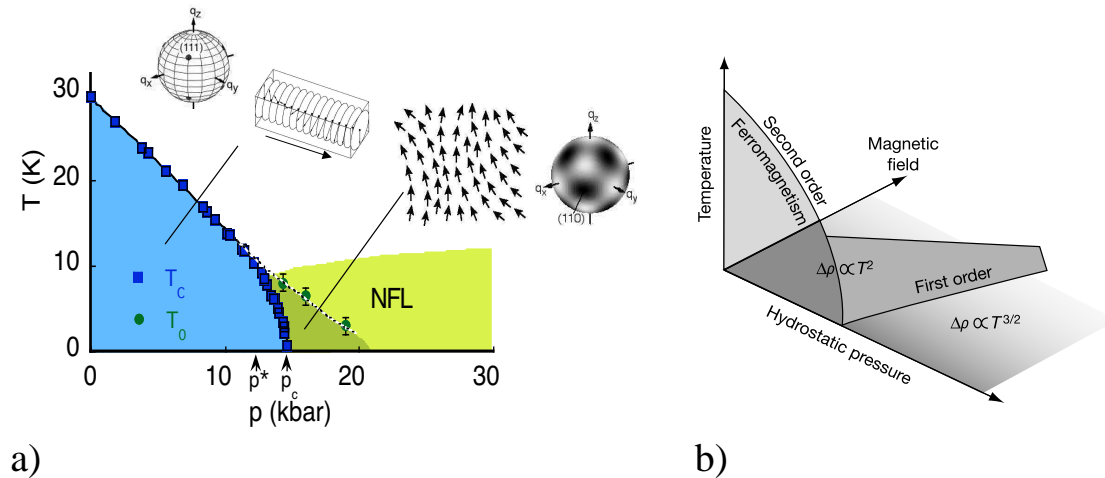 q_z
(111)
q_x
q_y
30
20
10
0
T (K)
T_C
T_0
q_z
q_x
q_y
(110)
NFL
0
10
20
30
p*
p_c
p (kbar)
a)
Temperature
Second order
Ferromagnetism
Magnetic
field
Δρ ∝ T²
First order
Δρ ∝ T^{3/2}
Hydrostatic pressure
b)